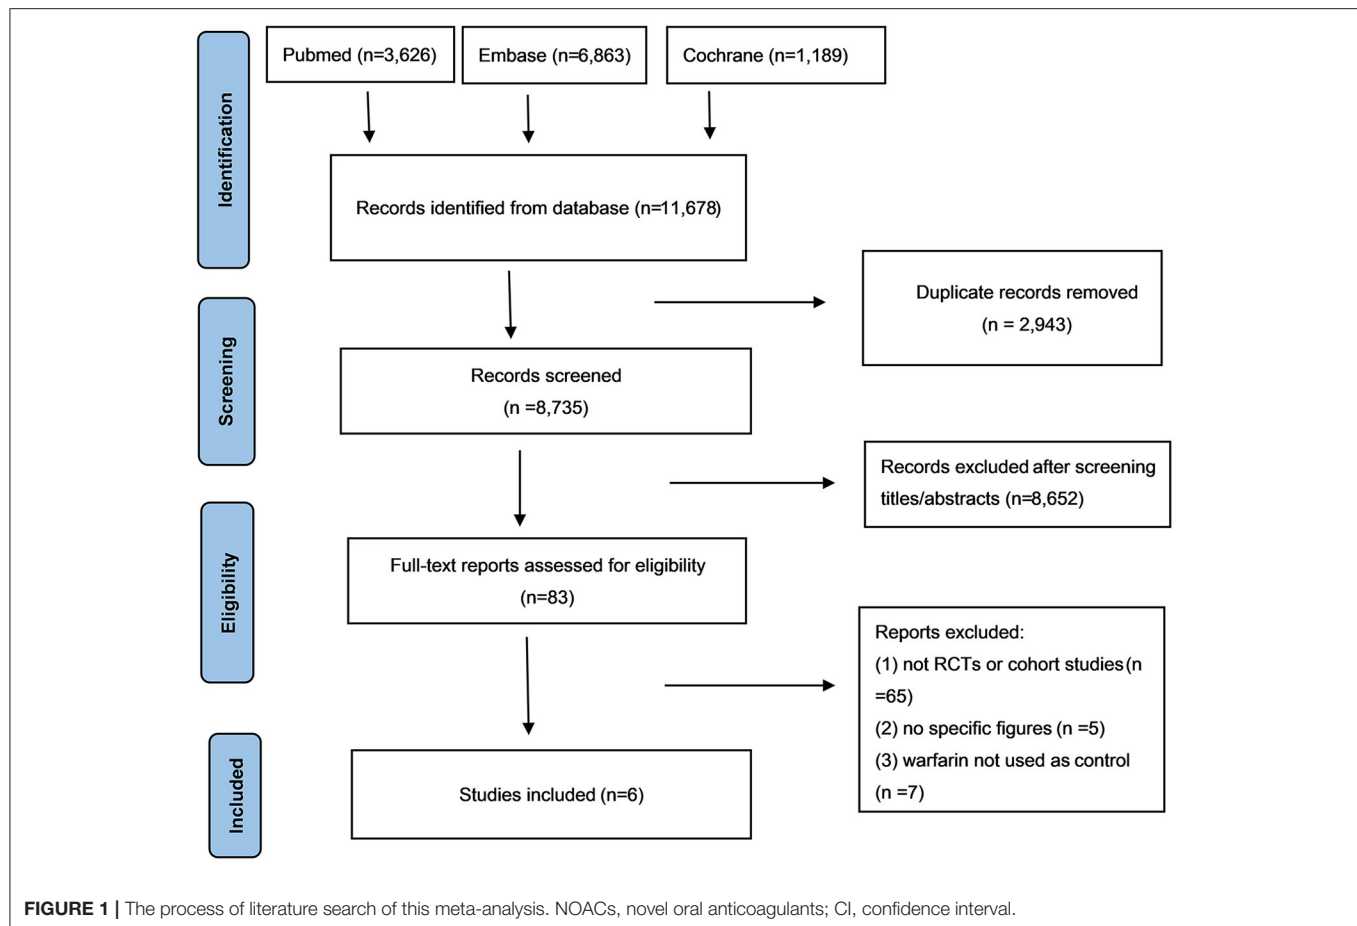 Identification
Pubmed (n=3,626)
Embase (n=6,863)
Cochrane (n=1,189)
Records identified from database (n=11,678)
Duplicate records removed
(n = 2,943)
Screening
Records screened
(n =8,735)
Records excluded after screening
titles/abstracts (n=8,652)
Eligibility
Full-text reports assessed for eligibility
(n=83)
Reports excluded:
(1) not RCTs or cohort studies (n
=65)
(2) no specific figures (n =5)
(3) warfarin not used as control
(n =7)
Included
Studies included (n=6)
FIGURE 1 | The process of literature search of this meta-analysis. NOACs, novel oral anticoagulants; CI, confidence interval.